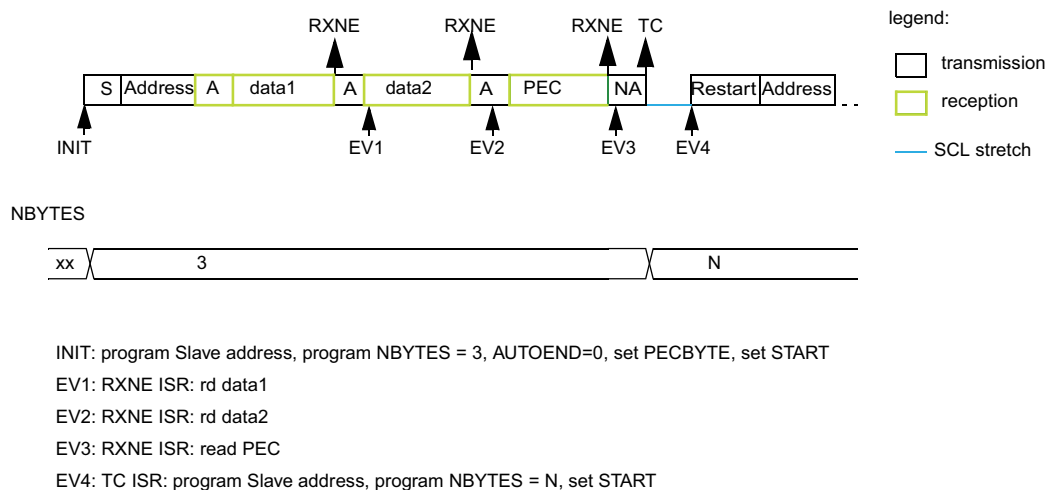 RXNE RXNE RXNE TC
legend:
S Address A data1 A data2 A PEC NA Restart Address
transmission
reception
SCL stretch
INIT EV1 EV2 EV3 EV4
NBYTES
xx 3 N
INIT: program Slave address, program NBYTES = 3, AUTOEND=0, set PECBYTE, set START
EV1: RXNE ISR: rd data1
EV2: RXNE ISR: rd data2
EV3: RXNE ISR: read PEC
EV4: TC ISR: program Slave address, program NBYTES = N, set START